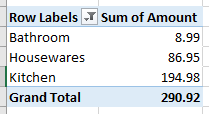 Row Labels Sum of Amount
Bathroom 8.99
Housewares 86.95
Kitchen 194.98
Grand Total 290.92